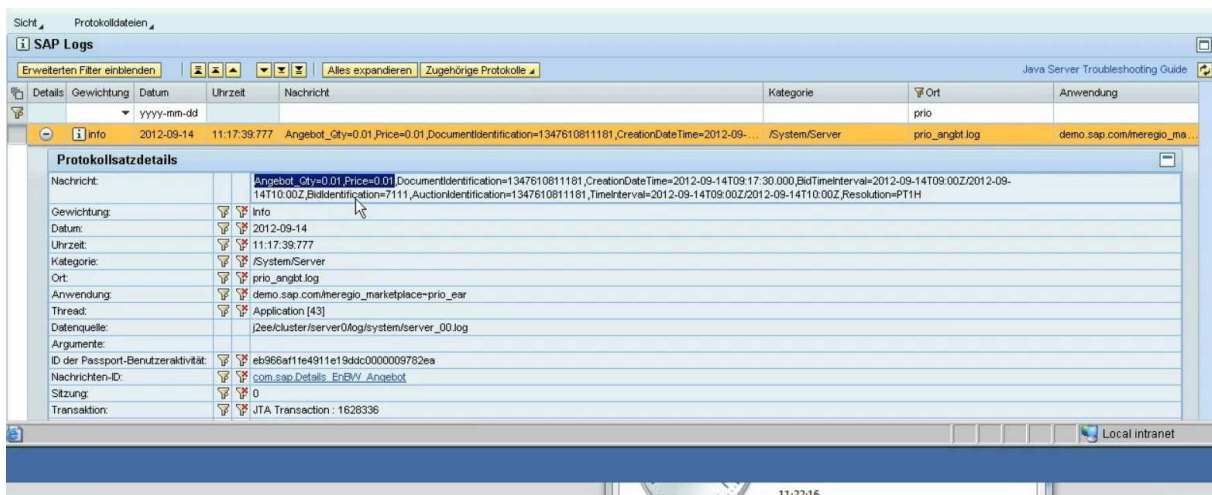 Sicht Protokolldateien
SAP Logs
Erweiterten Filter einblenden Alles expandieren Zugehörige Protokolle Java Server Troubleshooting Guide
Details Gewichtung Datum Uhrzeit Nachricht Kategorie Ort Anwendung
yyyy-mm-dd prio
info 2012-09-14 11:17:39:777 Angebot_Qty=0.01,Price=0.01,DocumentIdentification=1347610811181,CreationDateTime=2012-09-... /System/Server prio_angbt.log demo.sap.com/meregio_ma...
Protokollsatzdetails
Nachricht: Angebot_Qty=0.01,Price=0.01,DocumentIdentification=1347610811181,CreationDateTime=2012-09-14T09:17:30.000,BidTimeInterval=2012-09-14T09:00Z/2012-09-
14T10:00Z,BidIdentification=7111,AuctionIdentification=1347610811181,TimeInterval=2012-09-14T09:00Z/2012-09-14T10:00Z,Resolution=PT1H
Gewichtung: Info
Datum: 2012-09-14
Uhrzeit: 11:17:39:777
Kategorie: /System/Server
Ort: prio_angbt.log
Anwendung: demo.sap.com/meregio_marketplace~prio_ear
Thread: Application [43]
Datenquelle: j2ee/cluster/server0/log/system/server_00.log
Argumente:
ID der Passport-Benutzeraktivität: eb966af1fe4911e19ddc0000009782ea
Nachrichten-ID: com.sap.Details_EnBW_Angebot
Sitzung: 0
Transaktion: JTA Transaction : 1628336
Local intranet
11:22:16